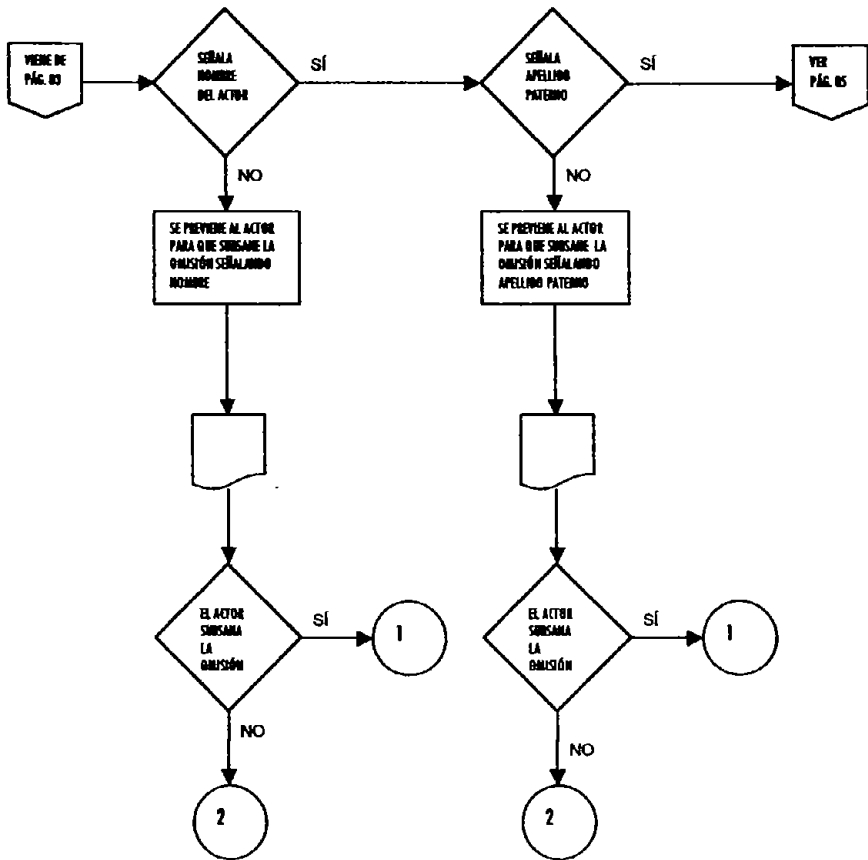 VIENE DE
PÁG. 03
SEÑALA
NOMBRE
DEL ACTOR
SÍ
SEÑALA
APELLIDO
PATERNO
SÍ
VER
PÁG. 05
NO
NO
SE PREVIENE AL ACTOR
PARA QUE SUBSANE LA
OMISIÓN SEÑALANDO
NOMBRE
SE PREVIENE AL ACTOR
PARA QUE SUBSANE LA
OMISIÓN SEÑALANDO
APELLIDO PATERNO
EL ACTOR
SUBSANA
LA
OMISIÓN
SÍ
1
EL ACTOR
SUBSANA
LA
OMISIÓN
SÍ
1
NO
NO
2
2